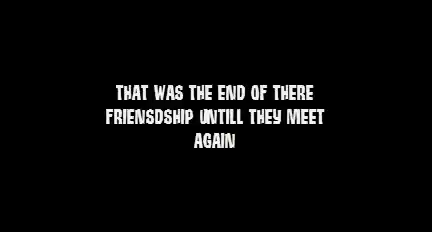 THAT WAS THE END OF THERE
FRIENSDSHIP UNTILL THEY MEET
AGAIN